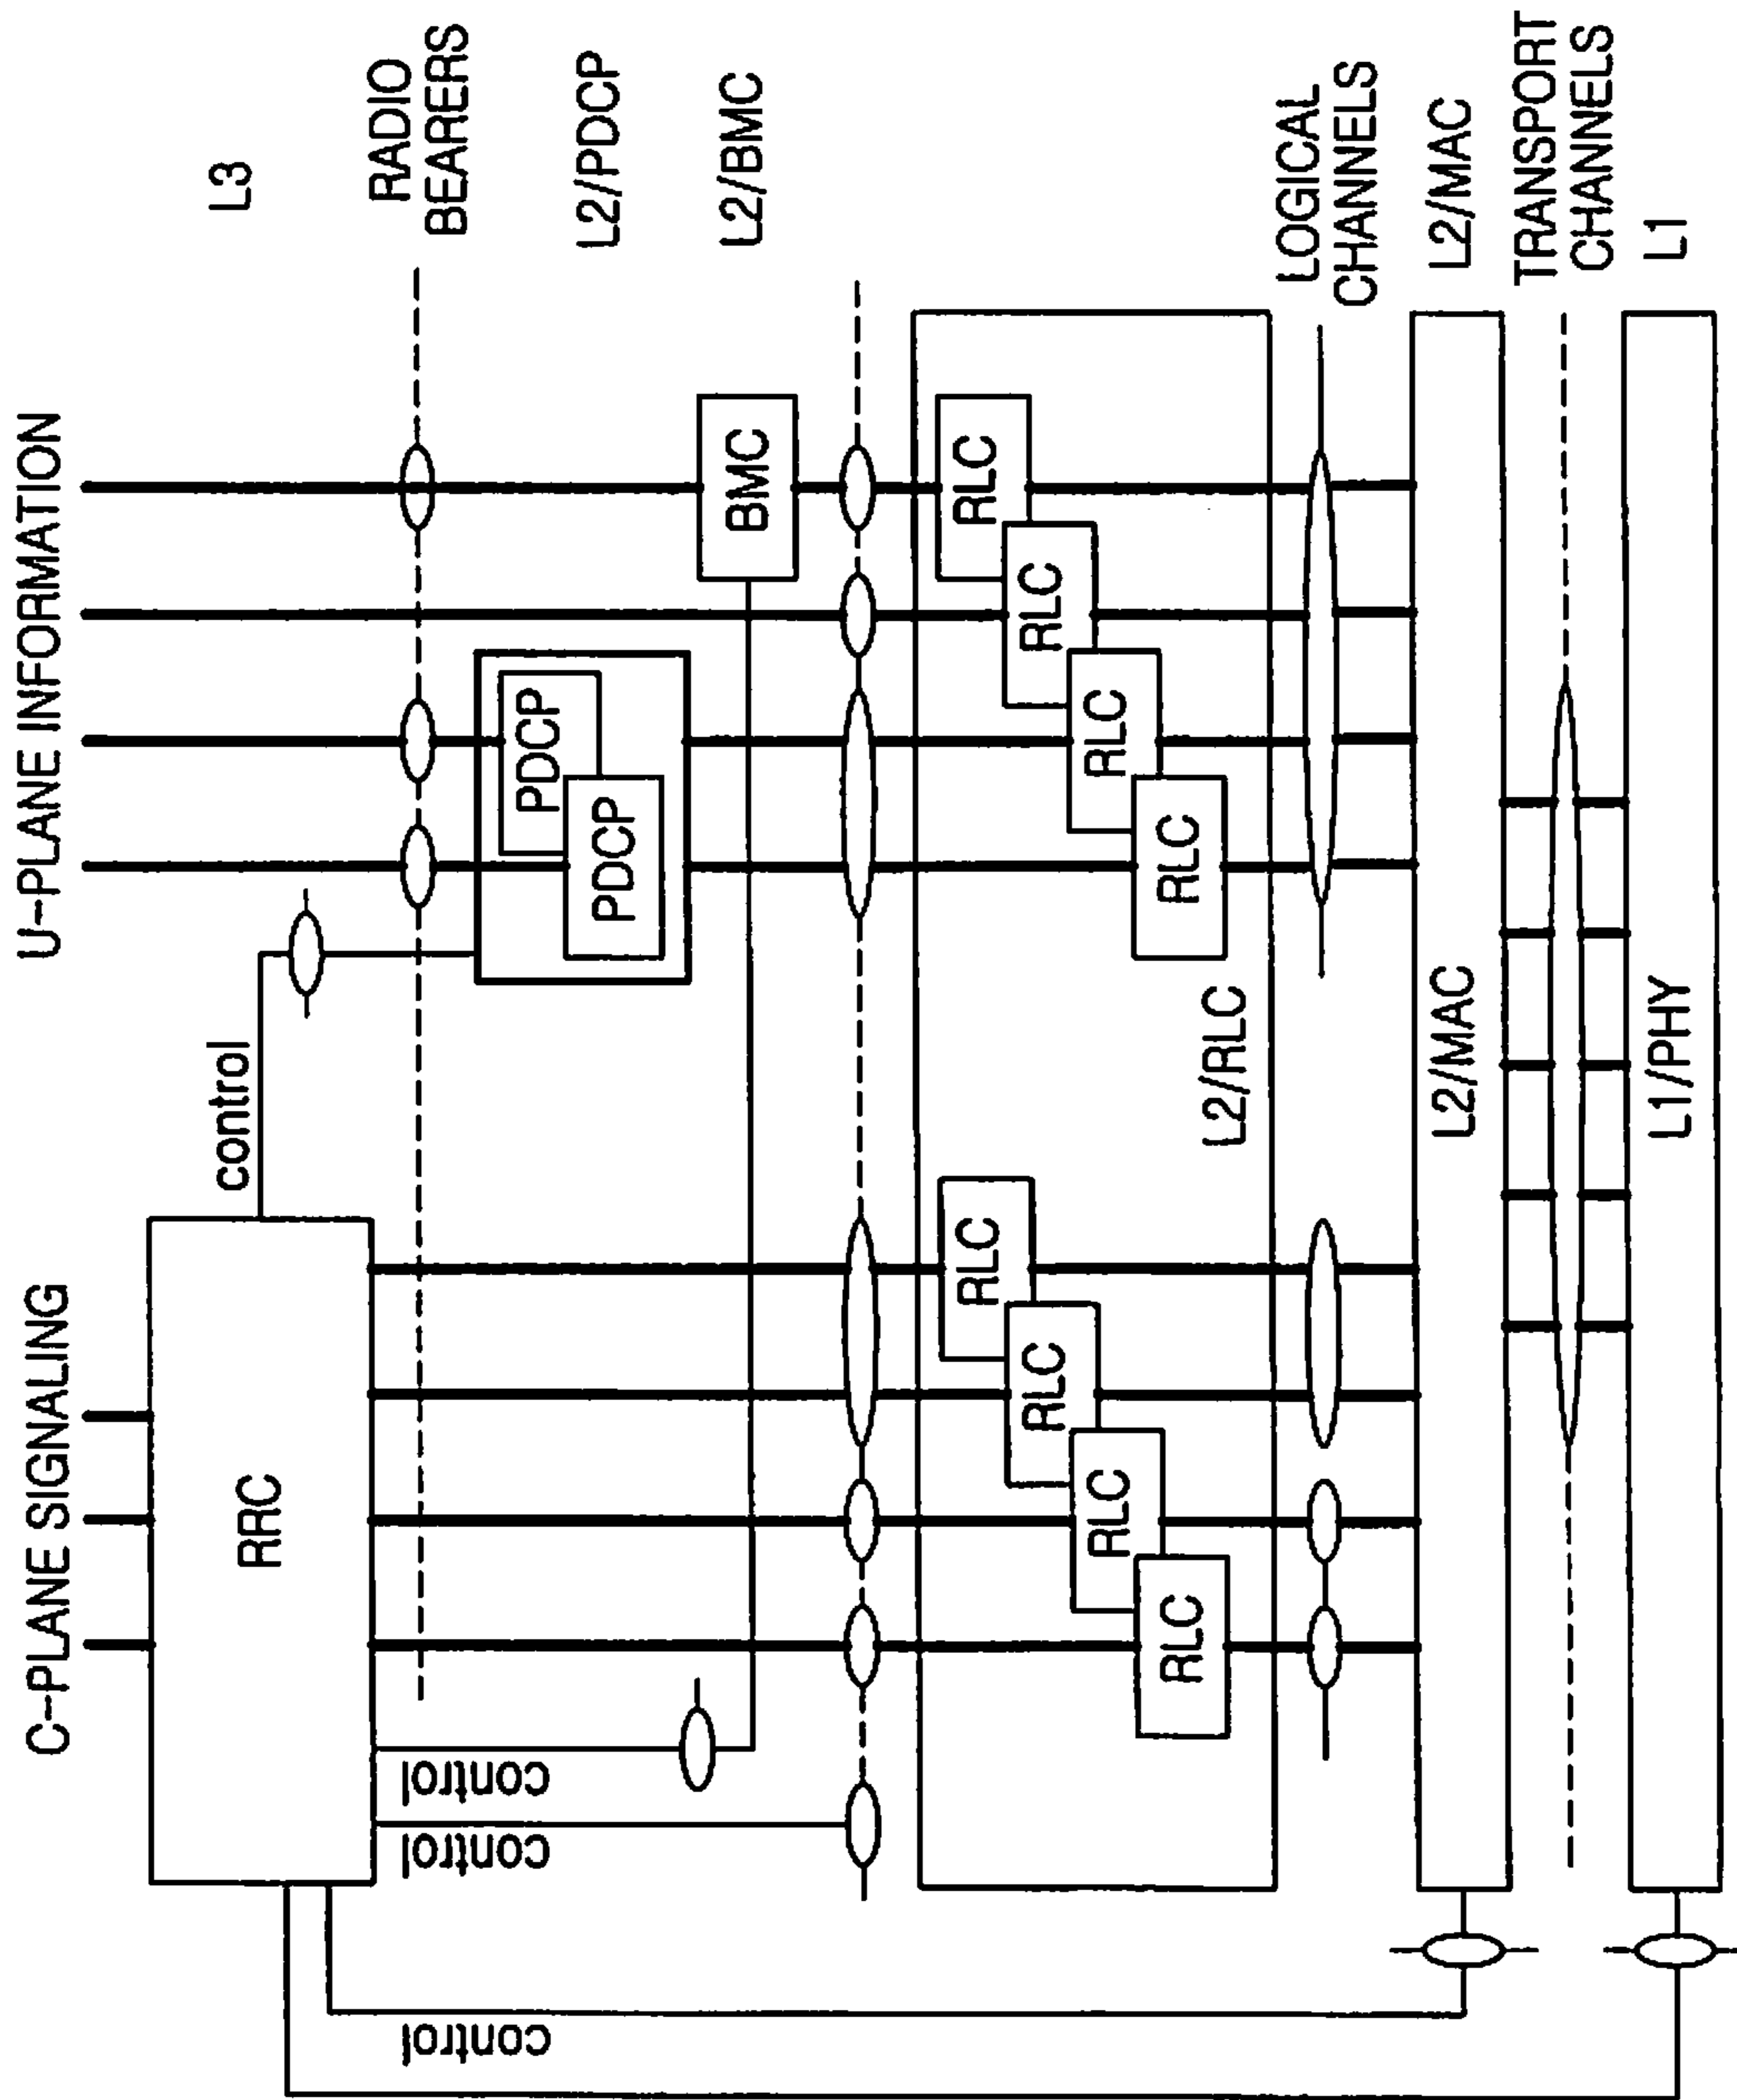 C-PLANE SIGNALING
U-PLANE INFORMATION
L3
control
RRC
RADIO
BEARERS
control
control
control
PDCP
PDCP
L2/PDCP
BMC
L2/BMC
RLC
RLC
RLC
RLC
RLC
RLC
RLC
RLC
L2/RLC
LOGICAL
CHANNELS
L2/MAC
L2/MAC
TRANSPORT
CHANNELS
L1/PHY
L1